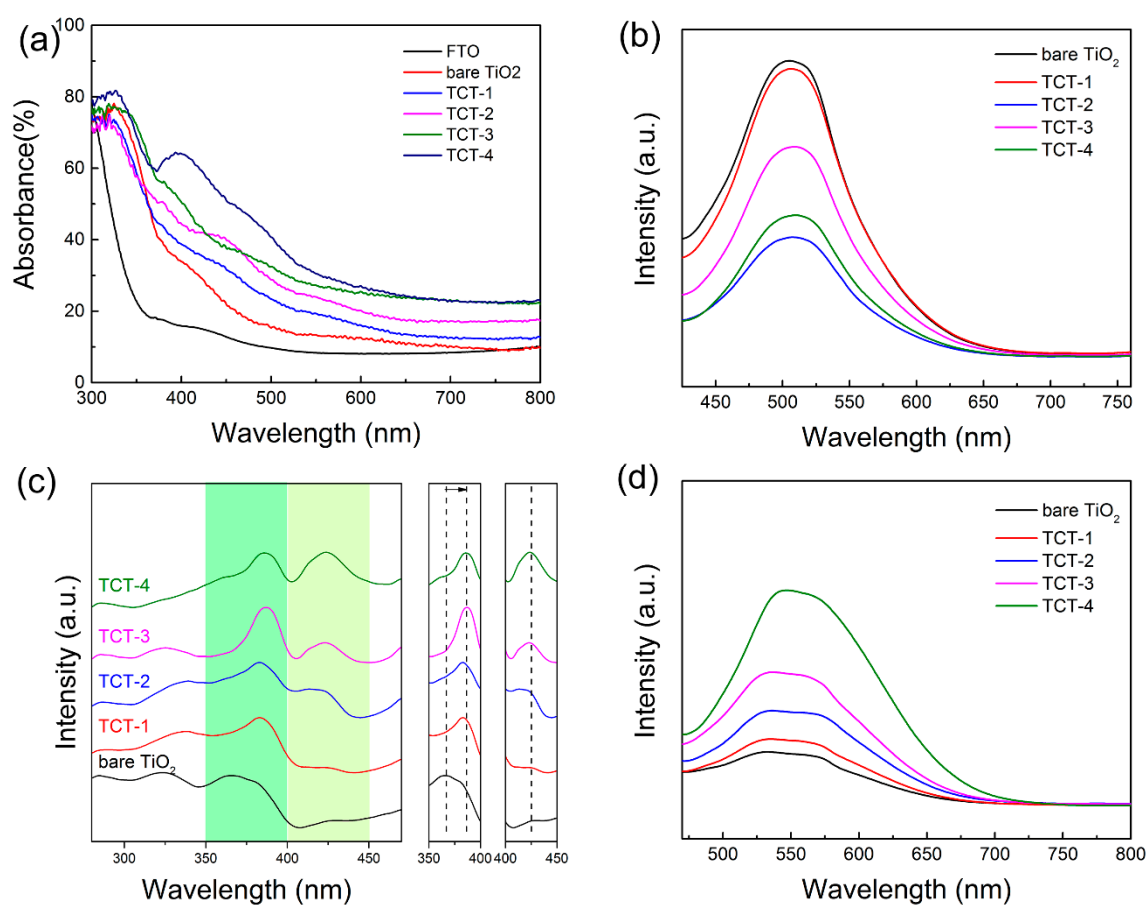 (a)
100
80
60
40
20
0
Absorbance(%)
300 400 500 600 700 800
Wavelength (nm)
FTO
bare TiO2
TCT-1
TCT-2
TCT-3
TCT-4
(b)
Intensity (a.u.)
450 500 550 600 650 700 750
Wavelength (nm)
bare TiO₂
TCT-1
TCT-2
TCT-3
TCT-4
(c)
Intensity (a.u.)
TCT-4
TCT-3
TCT-2
TCT-1
bare TiO₂
300 350 400 450
350 400
400 450
Wavelength (nm)
(d)
Intensity (a.u.)
500 550 600 650 700 750 800
Wavelength (nm)
bare TiO₂
TCT-1
TCT-2
TCT-3
TCT-4